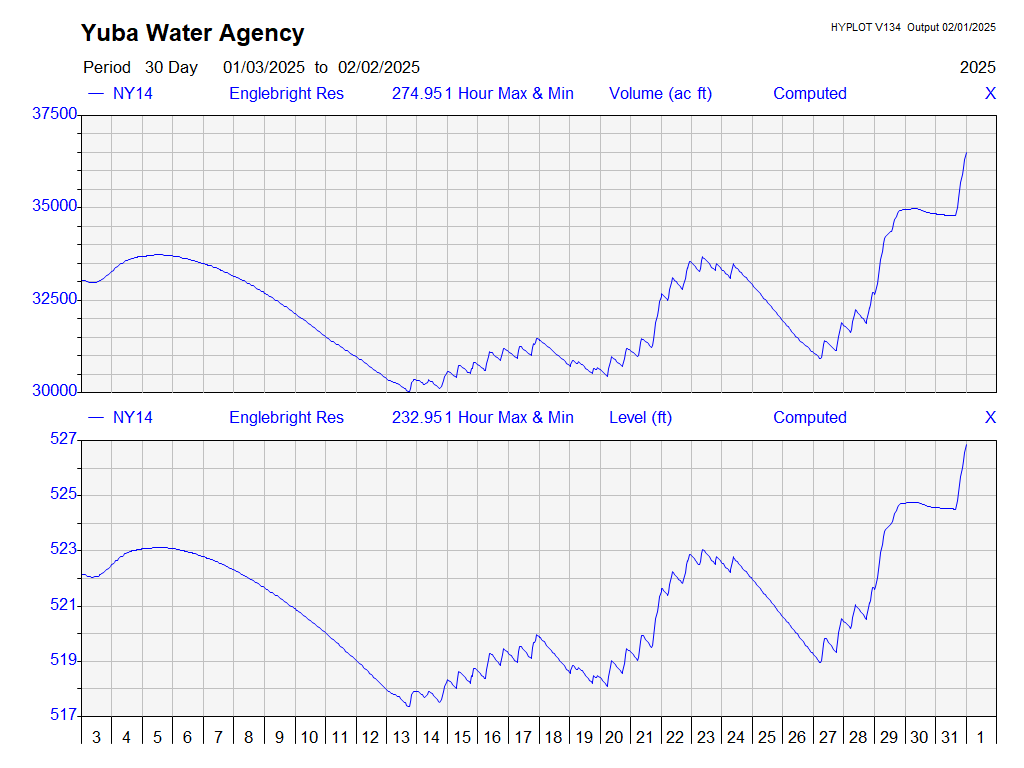 Yuba Water Agency
HYPLOT V134 Output 02/01/2025
Period 30 Day 01/03/2025 to 02/02/2025
2025
NY14 Englebright Res 274.951 Hour Max & Min Volume (ac ft) Computed X
37500
35000
32500
30000
NY14 Englebright Res 232.951 Hour Max & Min Level (ft) Computed X
527
525
523
521
519
517
3 4 5 6 7 8 9 10 11 12 13 14 15 16 17 18 19 20 21 22 23 24 25 26 27 28 29 30 31 1